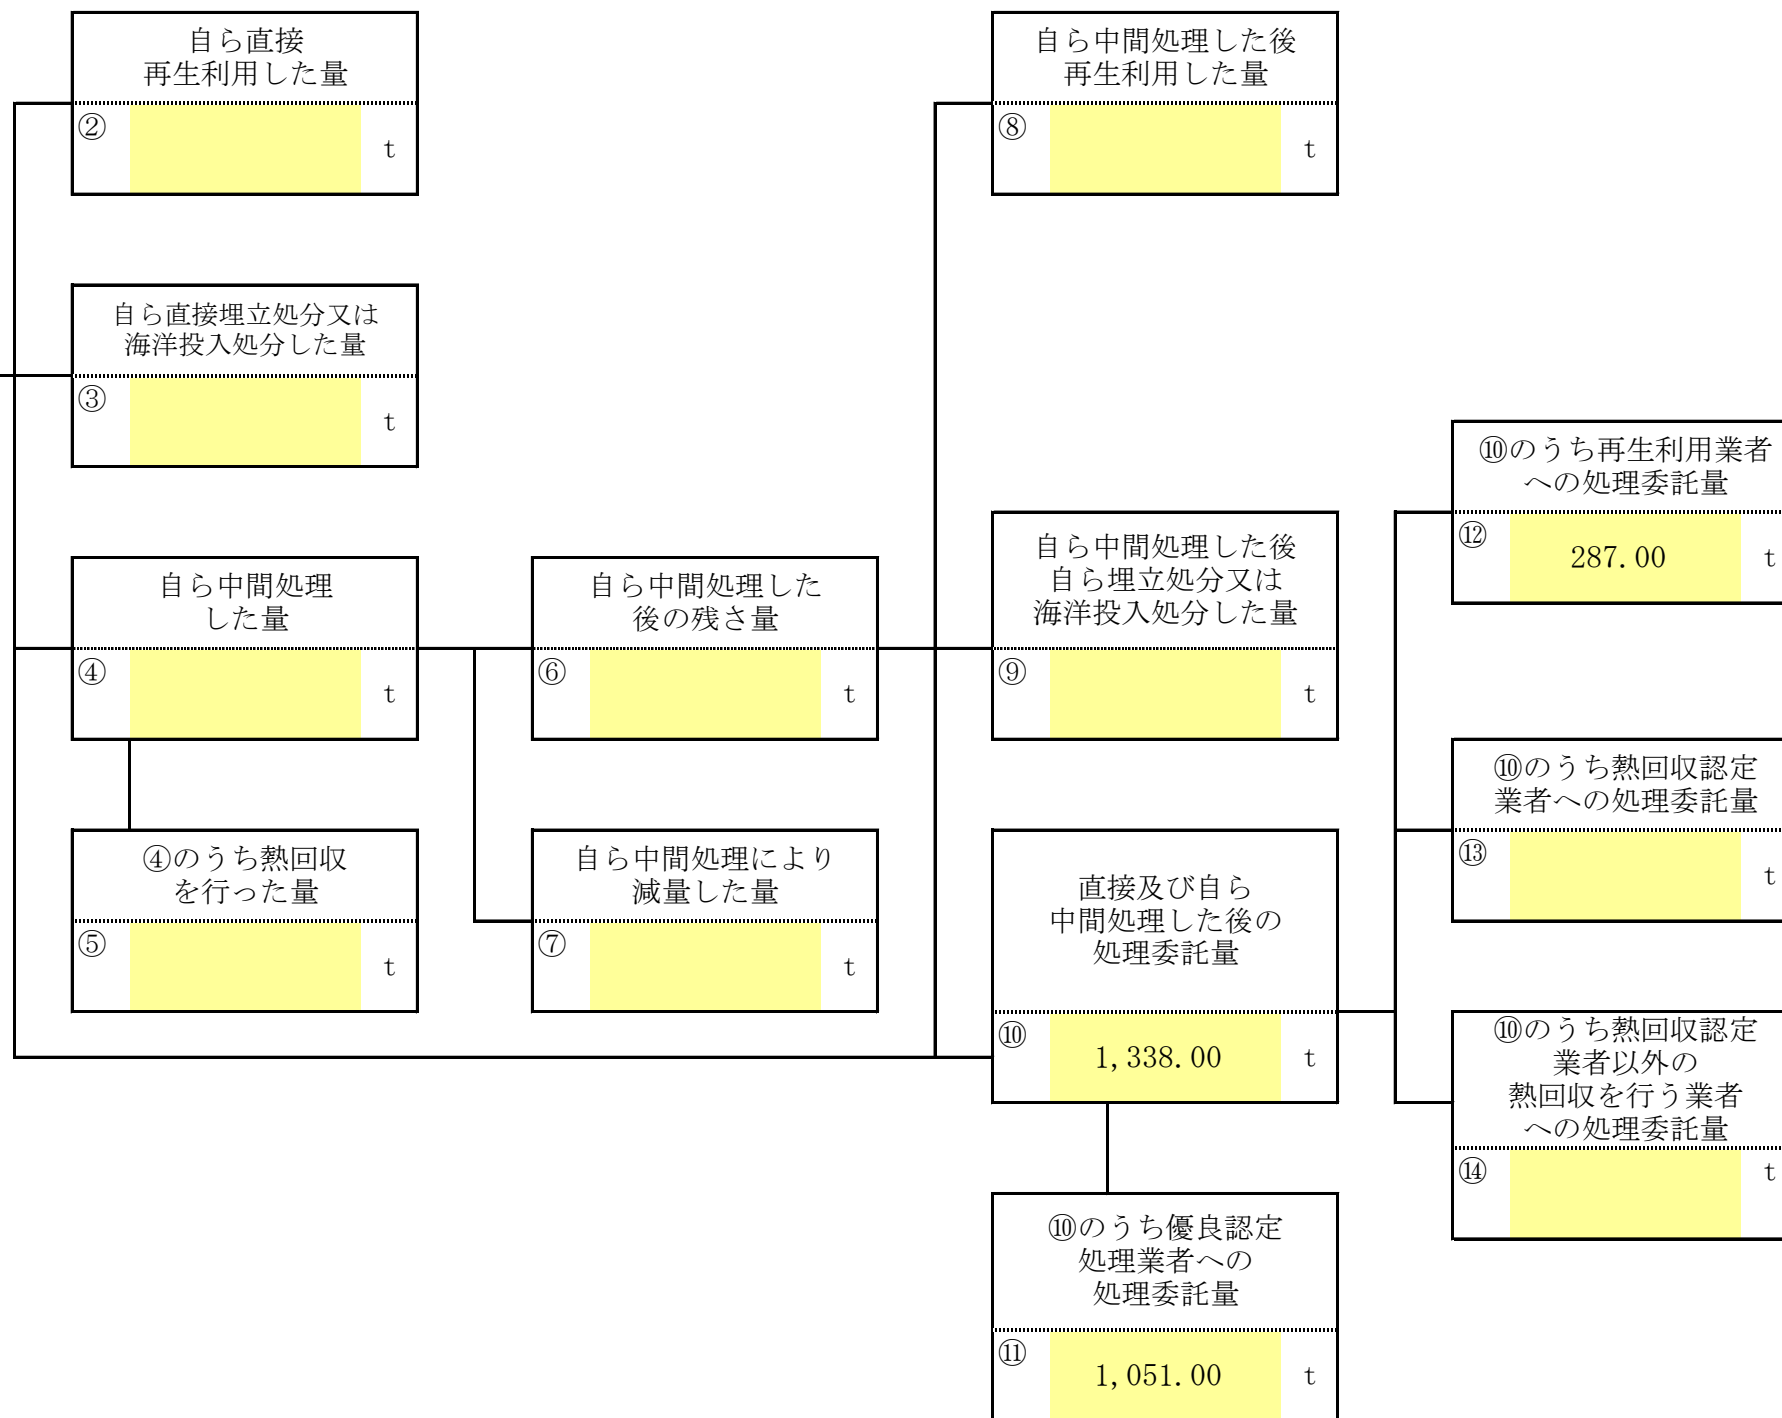 自ら直接
再生利用した量
②
t
自ら直接埋立処分又は
海洋投入処分した量
③
t
自ら中間処理
した量
④
t
④のうち熱回収
を行った量
⑤
t
自ら中間処理した
後の残さ量
⑥
t
自ら中間処理により
減量した量
⑦
t
自ら中間処理した後
再生利用した量
⑧
t
自ら中間処理した後
自ら埋立処分又は
海洋投入処分した量
⑨
t
直接及び自ら
中間処理した後の
処理委託量
⑩ 1,338.00 t
⑩のうち優良認定
処理業者への
処理委託量
⑪ 1,051.00 t
⑩のうち再生利用業者
への処理委託量
⑫ 287.00 t
⑩のうち熱回収認定
業者への処理委託量
⑬
t
⑩のうち熱回収認定
業者以外の
熱回収を行う業者
への処理委託量
⑭
t